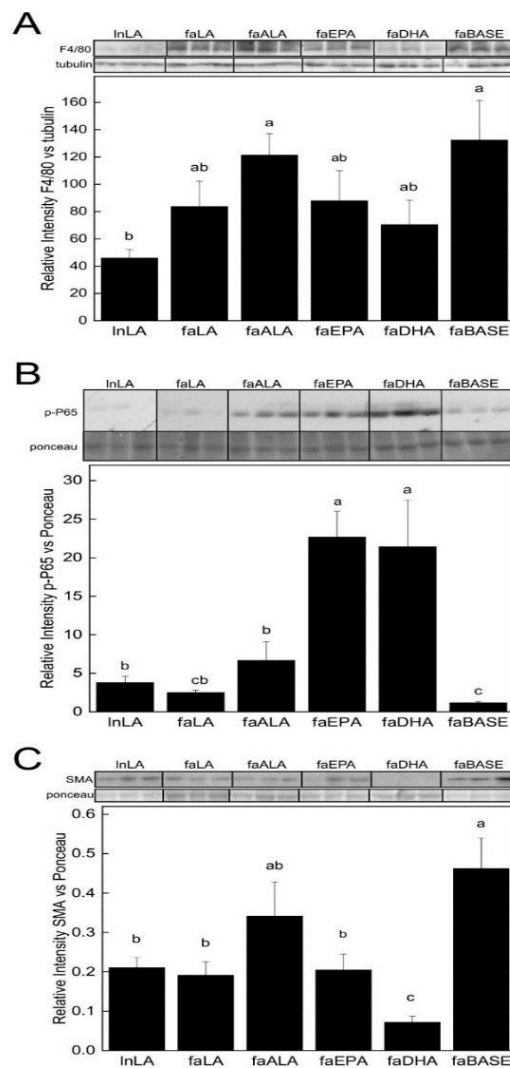 A
lnLA faLA faALA faEPA faDHA faBASE
F4/80
tubulin
Relative Intensity F4/80 vs tubulin
160
140
120
100
80
60
40
20
0
b ab a ab ab a
lnLA faLA faALA faEPA faDHA faBASE
B
lnLA faLA faALA faEPA faDHA faBASE
p-P65
ponceau
Relative Intensity p-P65 vs Ponceau
30
25
20
15
10
5
0
b cb b a a c
lnLA faLA faALA faEPA faDHA faBASE
C
lnLA faLA faALA faEPA faDHA faBASE
SMA
ponceau
Relative Intensity SMA vs Ponceau
0.6
0.5
0.4
0.3
0.2
0.1
0.0
b b ab b c a
lnLA faLA faALA faEPA faDHA faBASE